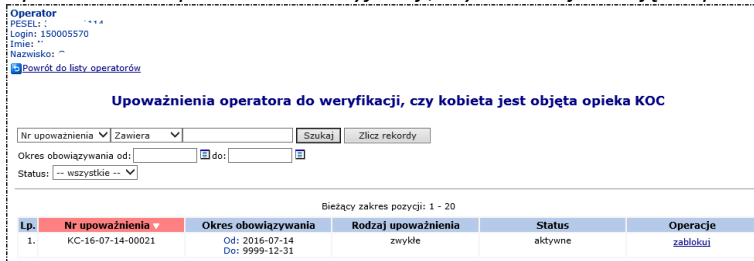 Operator
PESEL:
Login: 150005570
Imie:
Nazwisko:
Powrót do listy operatorów
Upoważnienia operatora do weryfikacji, czy kobieta jest objęta opieka KOC
Nr upoważnienia Zawiera Szukaj Zlicz rekordy
Okres obowiązywania od: do:
Status: -- wszystkie --
Bieżący zakres pozycji: 1 - 20
Lp. Nr upoważnienia Okres obowiązywania Rodzaj upoważnienia Status Operacje
1. KC-16-07-14-00021 Od: 2016-07-14 zwykłe aktywne zablokuj
Do: 9999-12-31